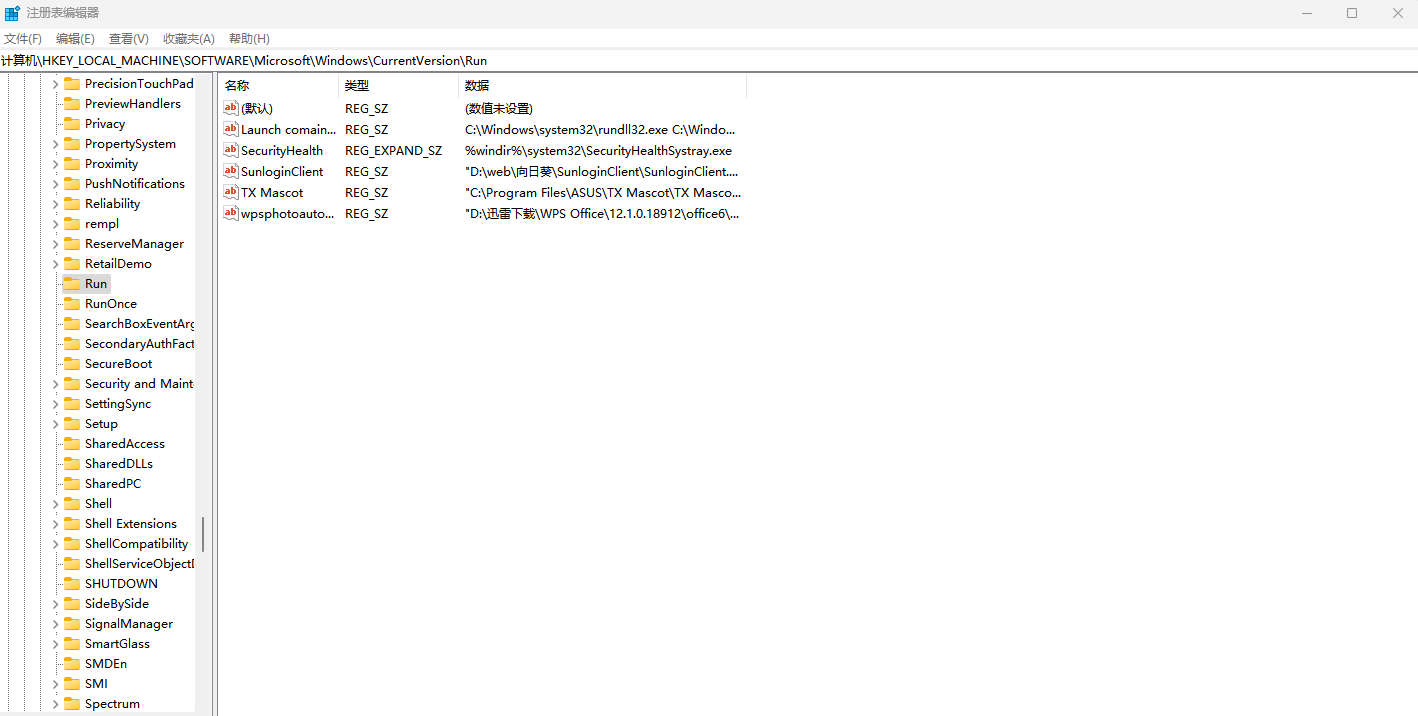 注册表编辑器
文件(F) 编辑(E) 查看(V) 收藏夹(A) 帮助(H)
计算机\HKEY_LOCAL_MACHINE\SOFTWARE\Microsoft\Windows\CurrentVersion\Run
PrecisionTouchPad
PreviewHandlers
Privacy
PropertySystem
Proximity
PushNotifications
Reliability
rempl
ReserveManager
RetailDemo
Run
RunOnce
SearchBoxEventArg
SecondaryAuthFact
SecureBoot
Security and Maint
SettingSync
Setup
SharedAccess
SharedDLLs
SharedPC
Shell
Shell Extensions
ShellCompatibility
ShellServiceObjectD
SHUTDOWN
SideBySide
SignalManager
SmartGlass
SMDEn
SMI
Spectrum
名称 类型 数据
(默认) REG_SZ (数值未设置)
Launch comain... REG_SZ C:\Windows\system32\rundll32.exe C:\Windo...
SecurityHealth REG_EXPAND_SZ %windir%\system32\SecurityHealthSystray.exe
SunloginClient REG_SZ "D:\web\向日葵\SunloginClient\SunloginClient....
TX Mascot REG_SZ "C:\Program Files\ASUS\TX Mascot\TX Masco...
wpsphotoauto... REG_SZ "D:\迅雷下载\WPS Office\12.1.0.18912\office6\...